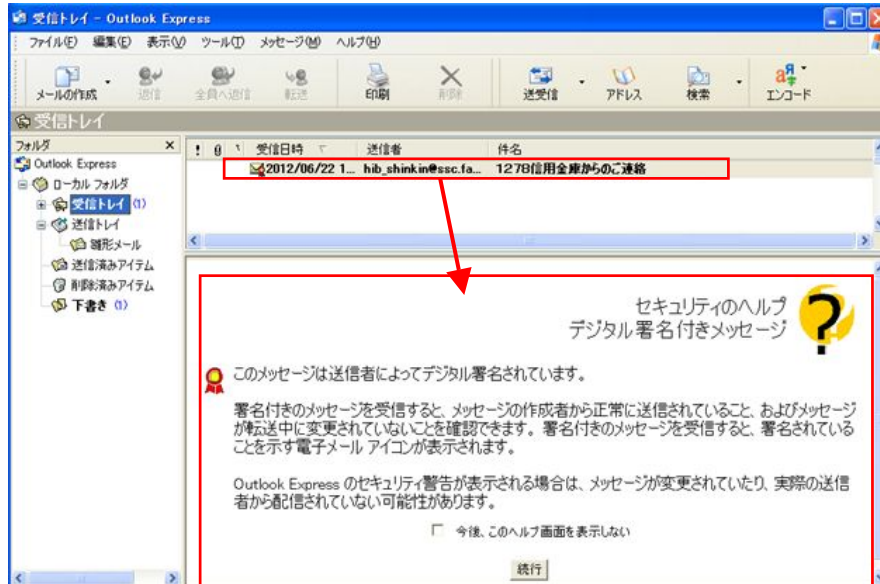 受信トレイ - Outlook Express
ファイル(F) 編集(E) 表示(V) ツール(T) メッセージ(M) ヘルプ(H)
メールの作成 返信 全員へ返信 転送 印刷 削除 送受信 アドレス 検索 エンコード
受信トレイ
フォルダ
! 受信日時 送信者 件名
Outlook Express
2012/06/22 1... hib_shinkin@ssc.fa... 1278信用金庫からのご連絡
ローカル フォルダ
受信トレイ (1)
送信トレイ
雛形メール
送信済みアイテム
削除済みアイテム
下書き (1)
セキュリティのヘルプ
デジタル署名付きメッセージ
このメッセージは送信者によってデジタル署名されています。
署名付きのメッセージを受信すると、メッセージの作成者から正常に送信されていること、およびメッセージ
が転送中に変更されていないことを確認できます。署名付きのメッセージを受信すると、署名されている
ことを示す電子メール アイコンが表示されます。
Outlook Express のセキュリティ警告が表示される場合は、メッセージが変更されていたり、実際の送信
者から配信されていない可能性があります。
今後、このヘルプ画面を表示しない
続行